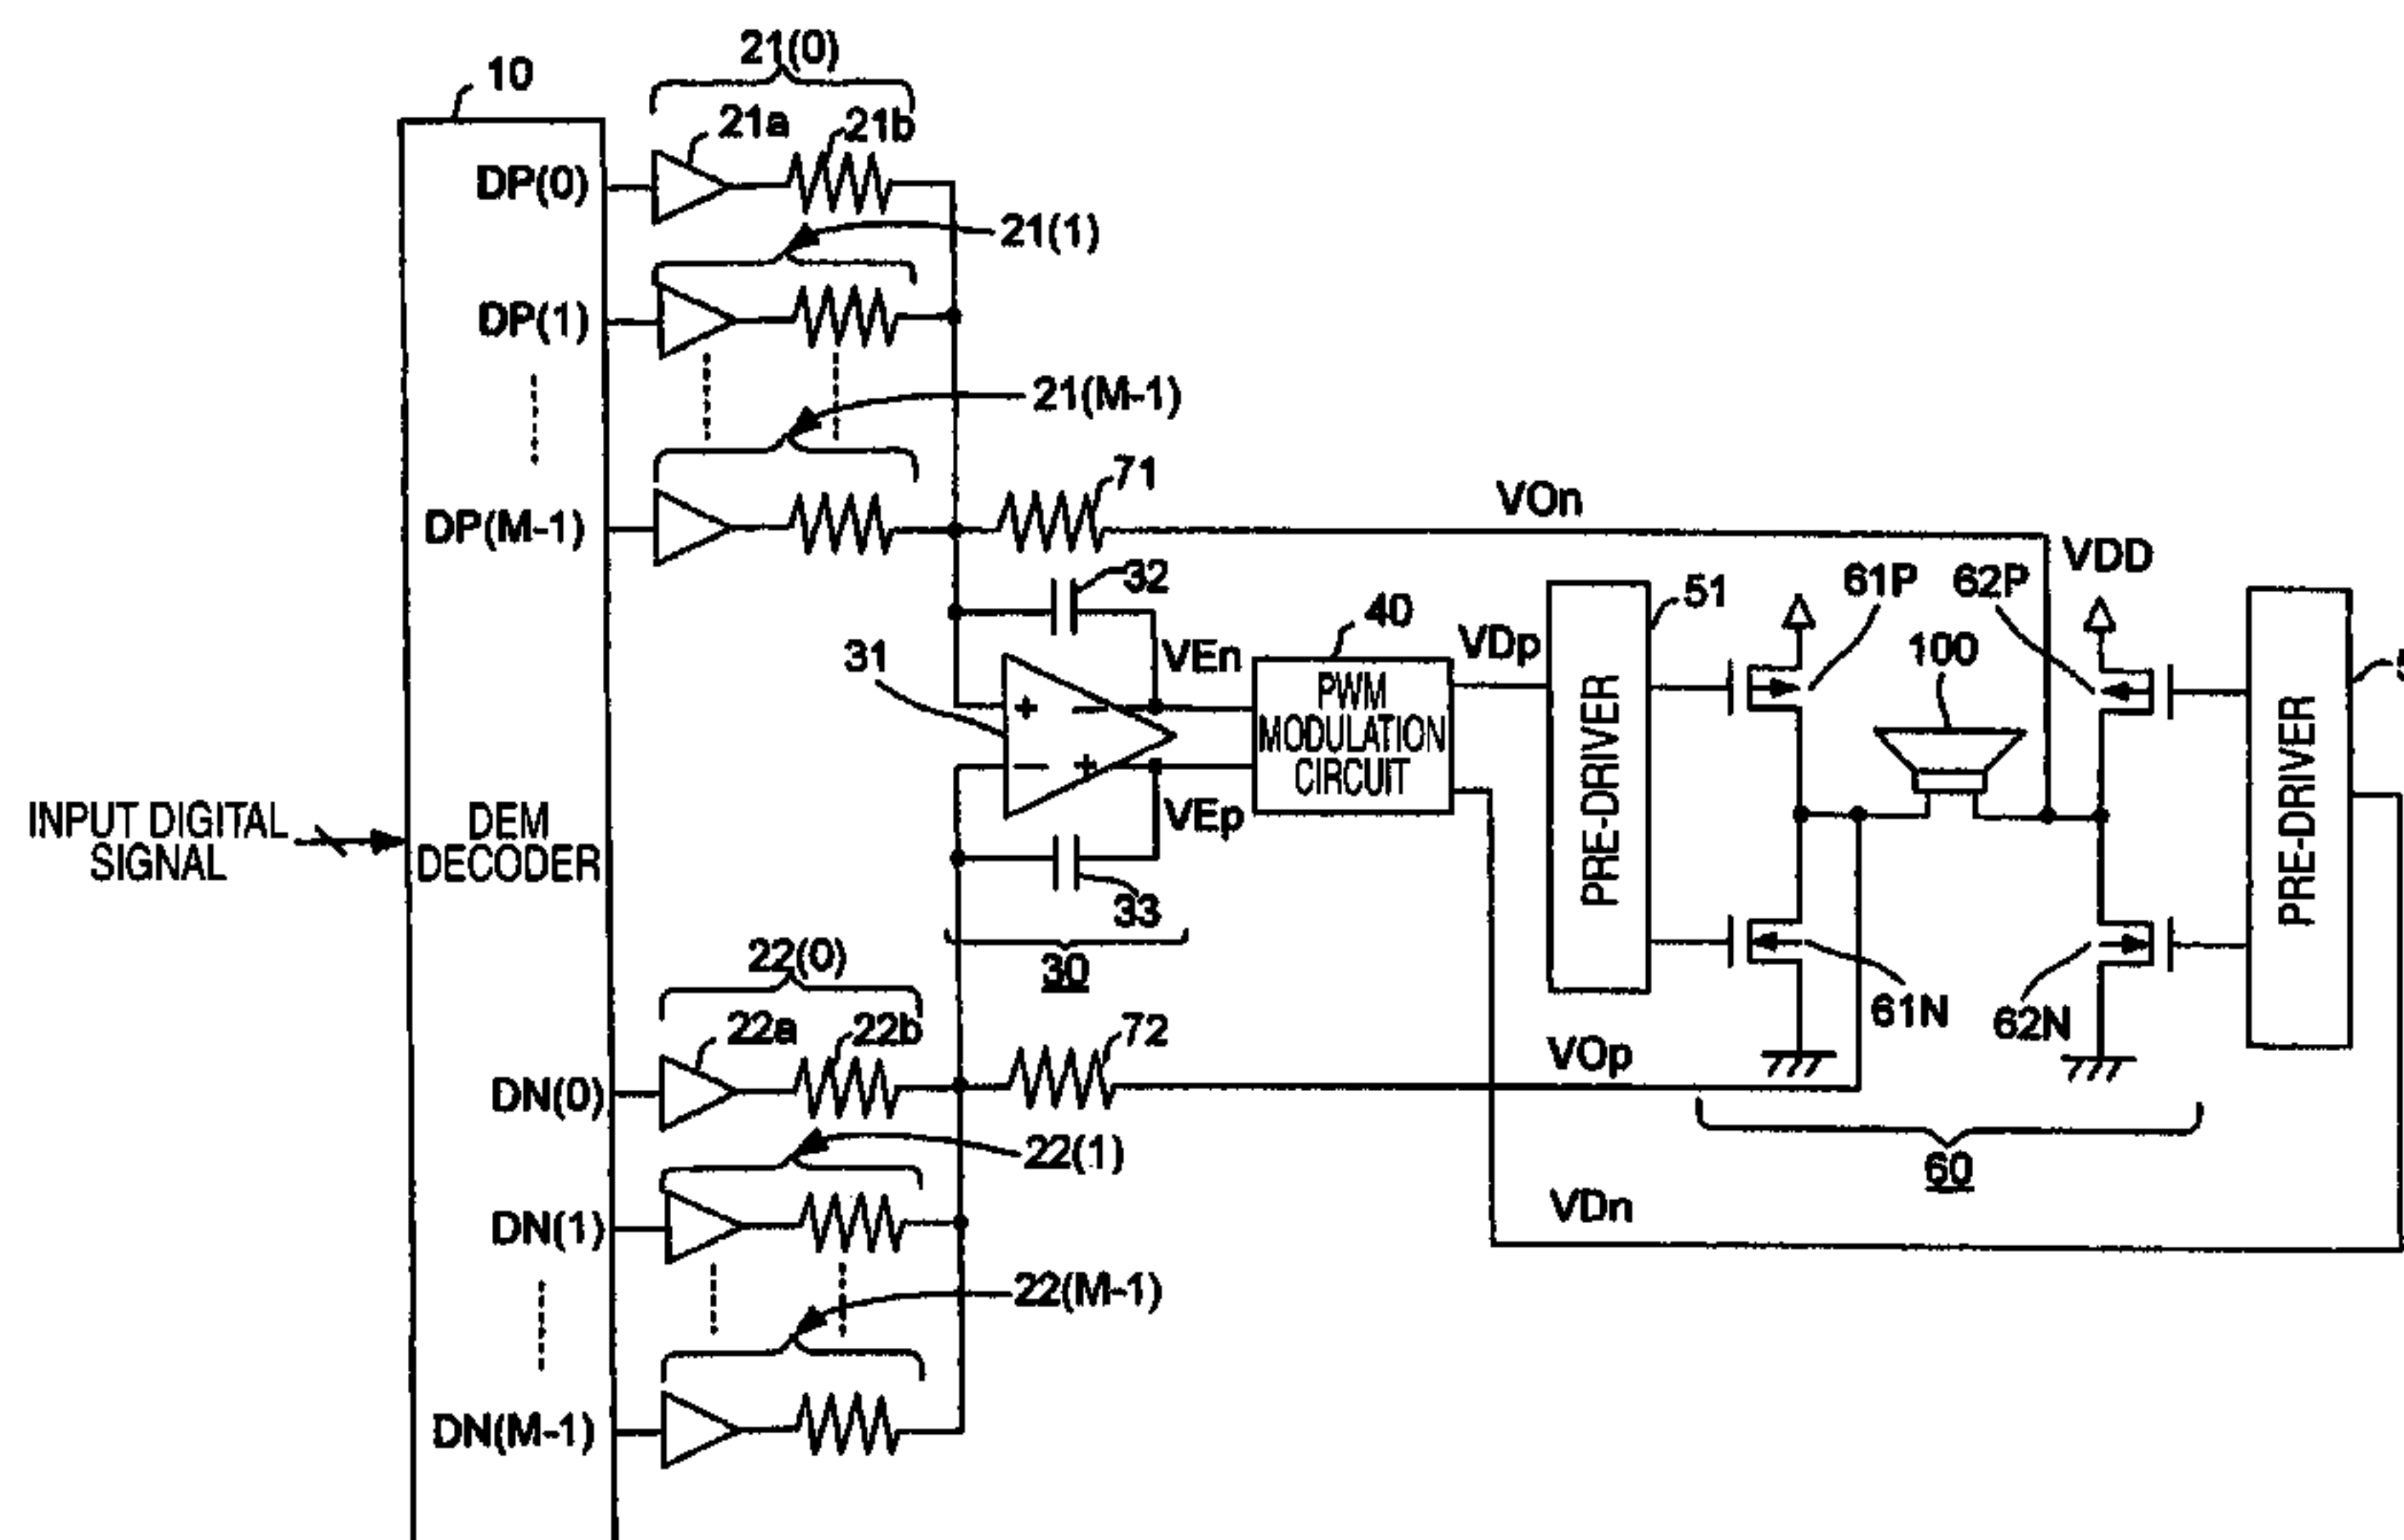 21(0)
10
21a
21b
DP(0)
21(1)
DP(1)
21(M-1)
71
DP(M-1)
VOn
VDD
32
51
61P
62P
40
VDp
100
31
VEn
+ −
PWM
MODULATION
CIRCUIT
PRE-DRIVER
PRE-DRIVER
− +
VEp
INPUT DIGITAL
SIGNAL
DEM
DECODER
33
30
22(0)
22a
22b
72
61N
62N
VOp
DN(0)
22(1)
60
DN(1)
VDn
22(M-1)
DN(M-1)